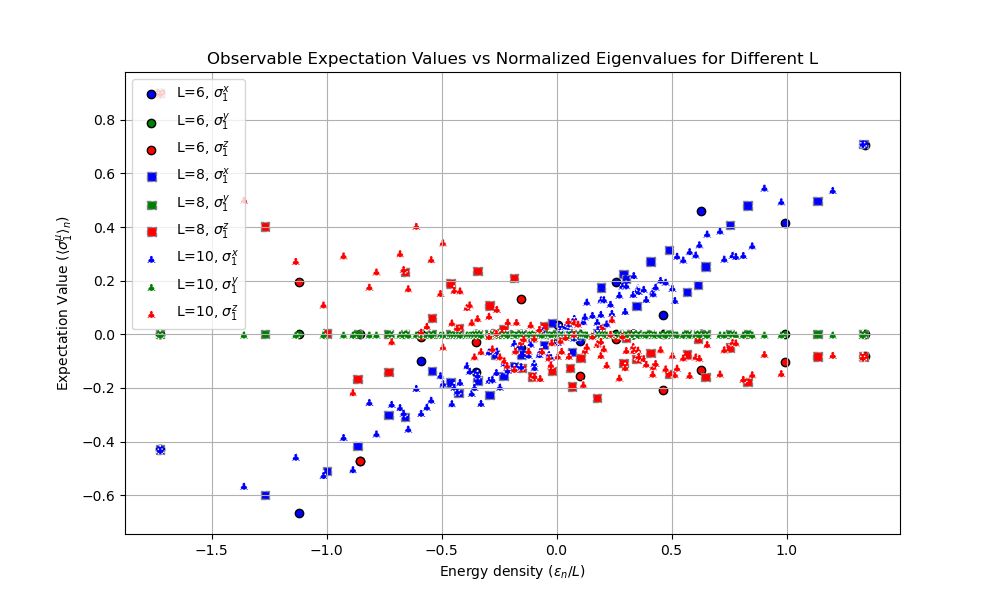 Observable Expectation Values vs Normalized Eigenvalues for Different L
L=6, σ₁ˣ
L=6, σ₁ʸ
L=6, σ₁ᶻ
L=8, σ₁ˣ
L=8, σ₁ʸ
L=8, σ₁ᶻ
L=10, σ₁ˣ
L=10, σ₁ʸ
L=10, σ₁ᶻ
Expectation Value (⟨σ₁ᵘ⟩ₙ)
0.8
0.6
0.4
0.2
0.0
−0.2
−0.4
−0.6
−1.5 −1.0 −0.5 0.0 0.5 1.0
Energy density (εₙ/L)